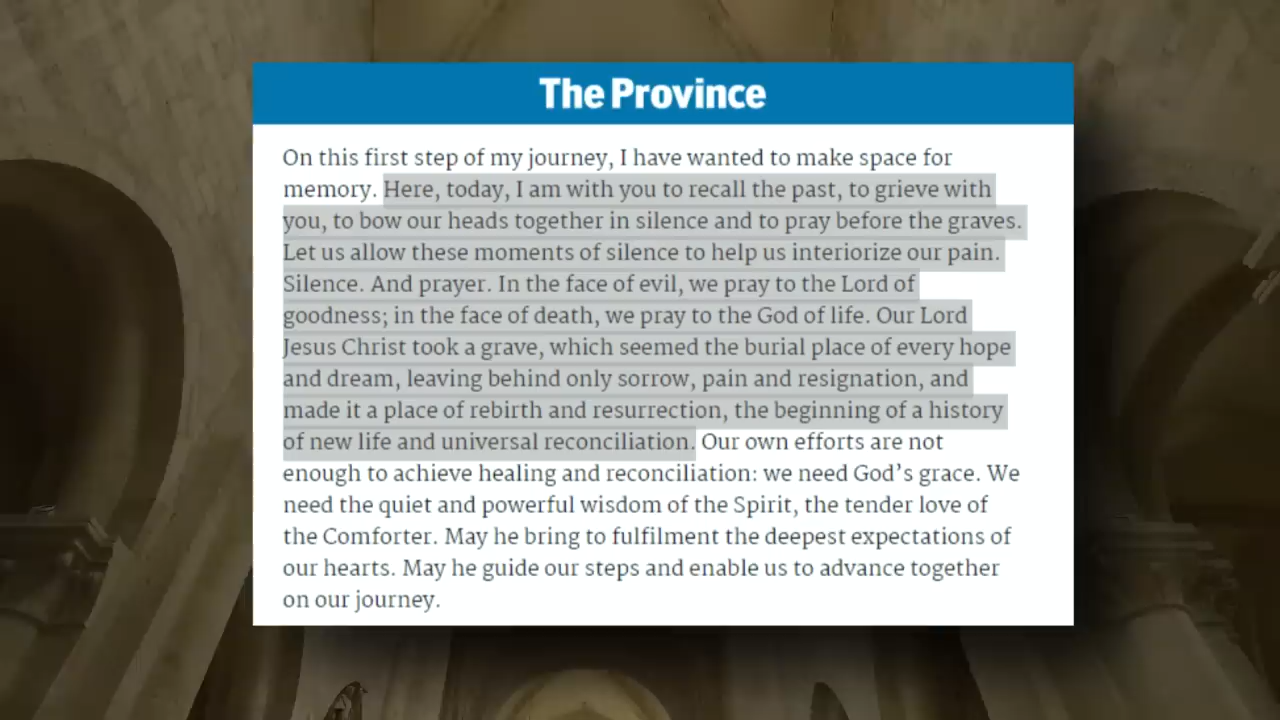 The Province
On this first step of my journey, I have wanted to make space for
memory. Here, today, I am with you to recall the past, to grieve with
you, to bow our heads together in silence and to pray before the graves.
Let us allow these moments of silence to help us interiorize our pain.
Silence. And prayer. In the face of evil, we pray to the Lord of
goodness; in the face of death, we pray to the God of life. Our Lord
Jesus Christ took a grave, which seemed the burial place of every hope
and dream, leaving behind only sorrow, pain and resignation, and
made it a place of rebirth and resurrection, the beginning of a history
of new life and universal reconciliation. Our own efforts are not
enough to achieve healing and reconciliation: we need God’s grace. We
need the quiet and powerful wisdom of the Spirit, the tender love of
the Comforter. May he bring to fulfilment the deepest expectations of
our hearts. May he guide our steps and enable us to advance together
on our journey.